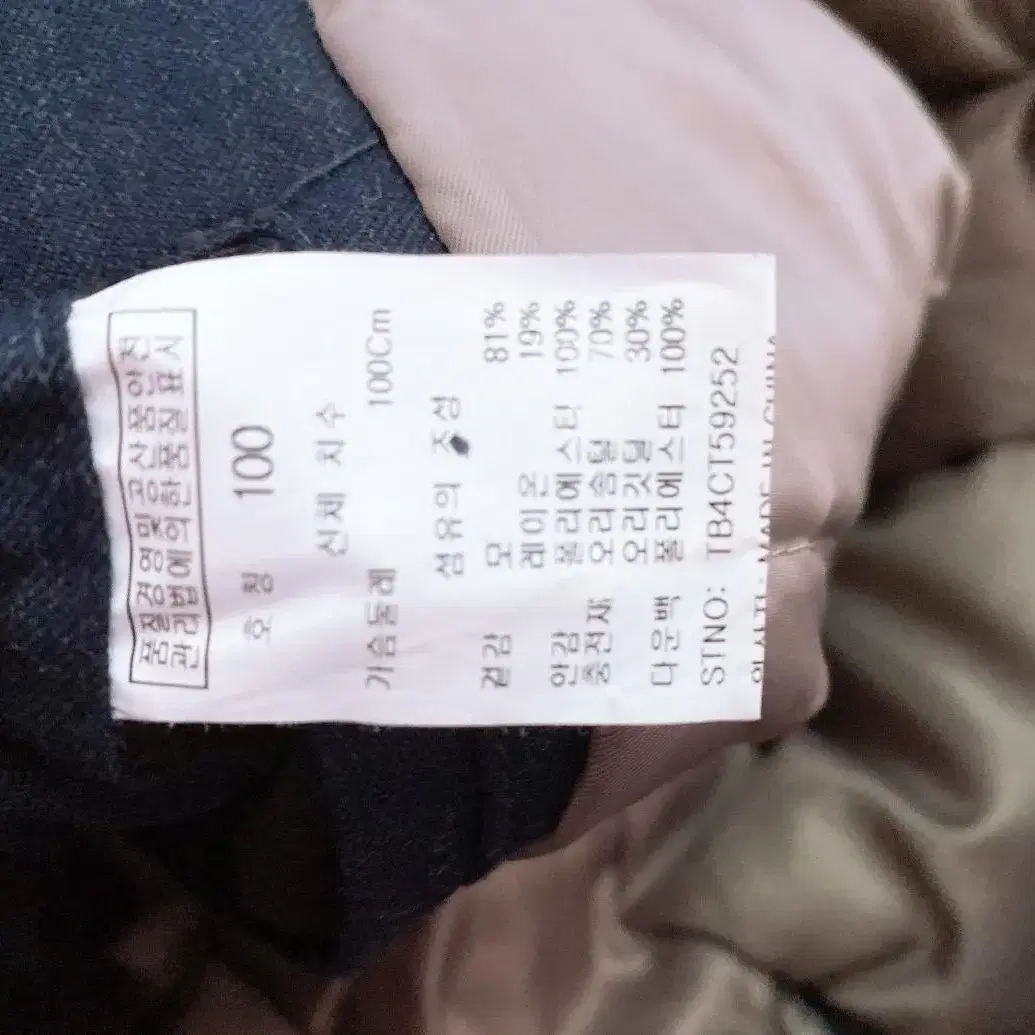 품질경영 및 공산품안전
관리법에 의한 품질표시
호칭 100
신체 치수
가슴둘레 100Cm
섬유의 조성
겉감 모 81%
레이온 19%
안감 폴리에스터 100%
충전재 오리솜털 70%
오리깃털 30%
다운백 폴리에스터 100%
STNO: TB4CT59252
MADE IN CHINA